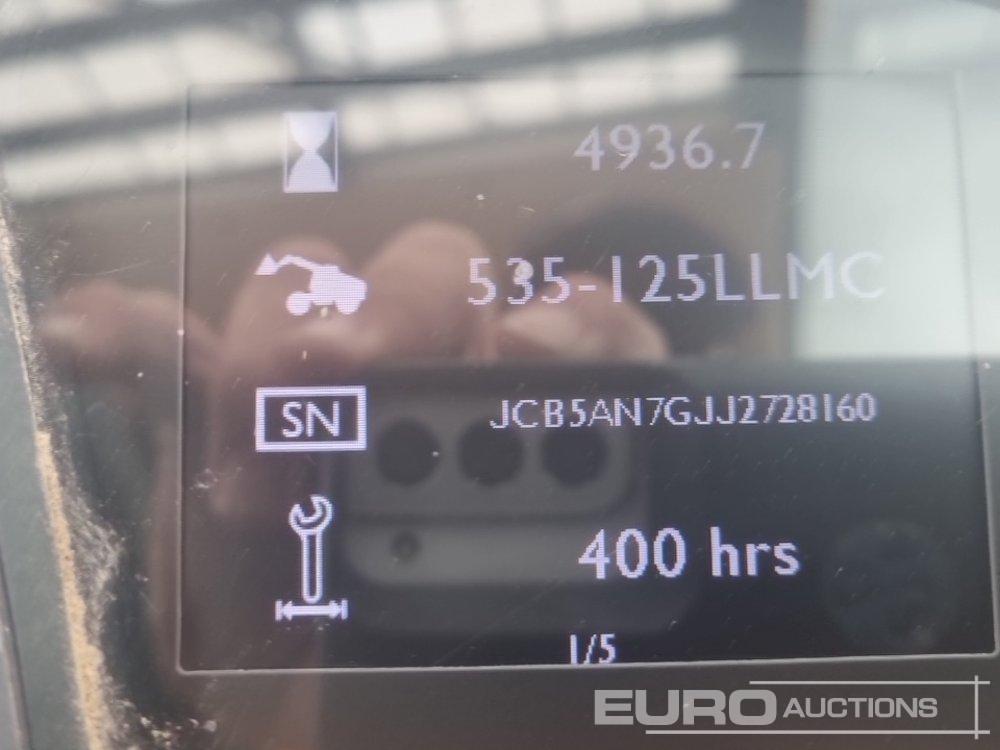 4936.7
535-125LLMC
SN JCB5AN7GJJ2728160
400 hrs
1/5
EURO AUCTIONS